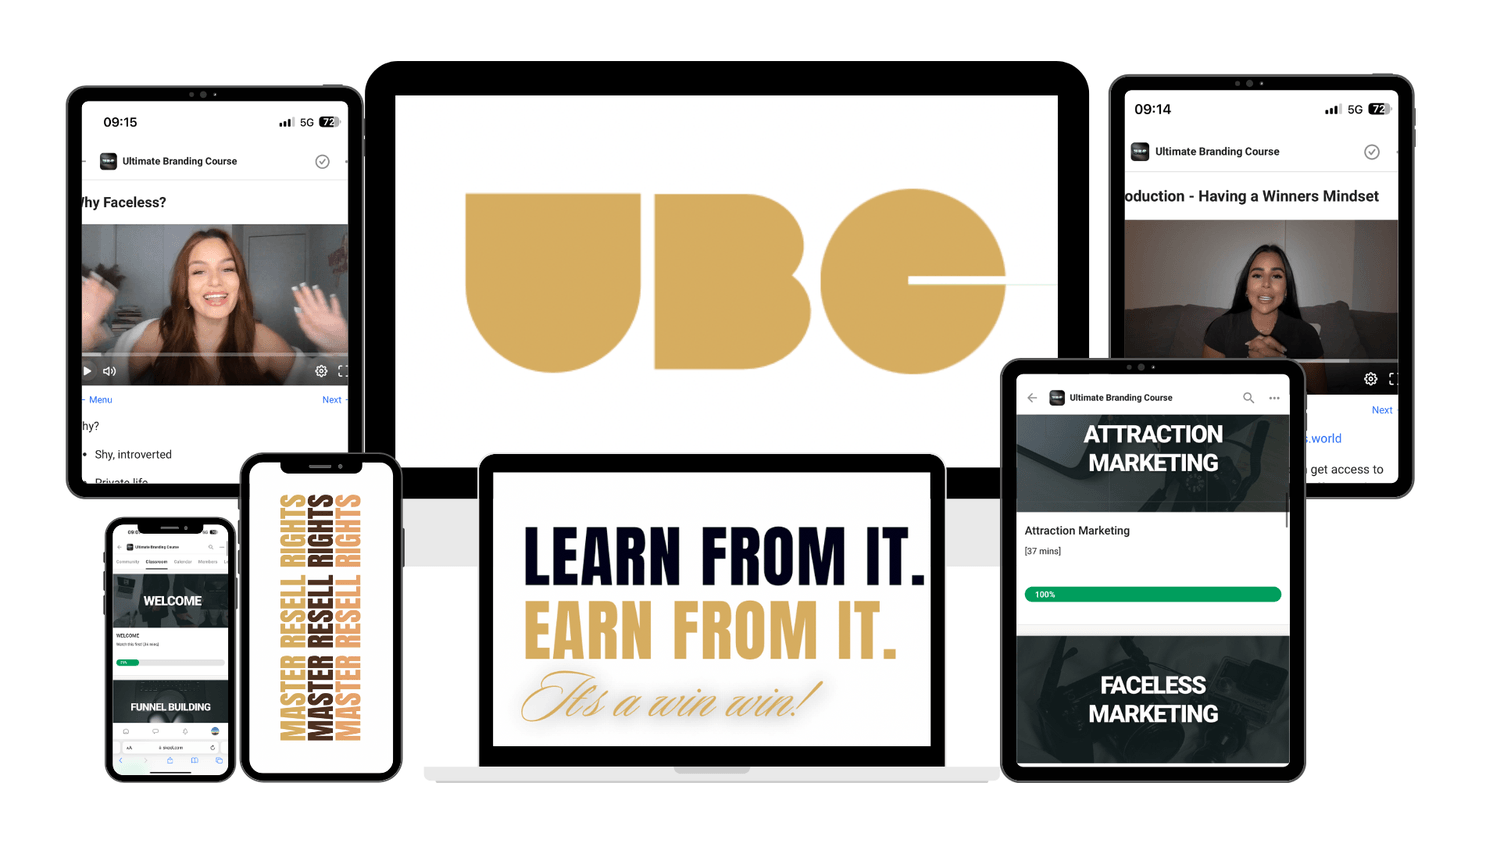 09:15
5G 72
Ultimate Branding Course
Why Faceless?
Menu
Next
hy?
• Shy, introverted
• Private life
UBC
09:14
5G 72
Ultimate Branding Course
oduction - Having a Winners Mindset
Next
s.world
get access to
Ultimate Branding Course
ATTRACTION
MARKETING
Attraction Marketing
[37 mins]
100%
FACELESS
MARKETING
LEARN FROM IT.
EARN FROM IT.
It's a win win!
MASTER RESELL RIGHTS
MASTER RESELL RIGHTS
MASTER RESELL RIGHTS
Ultimate Branding Course
Community Classroom Calendar Members
WELCOME
WELCOME
FUNNEL BUILDING
AA